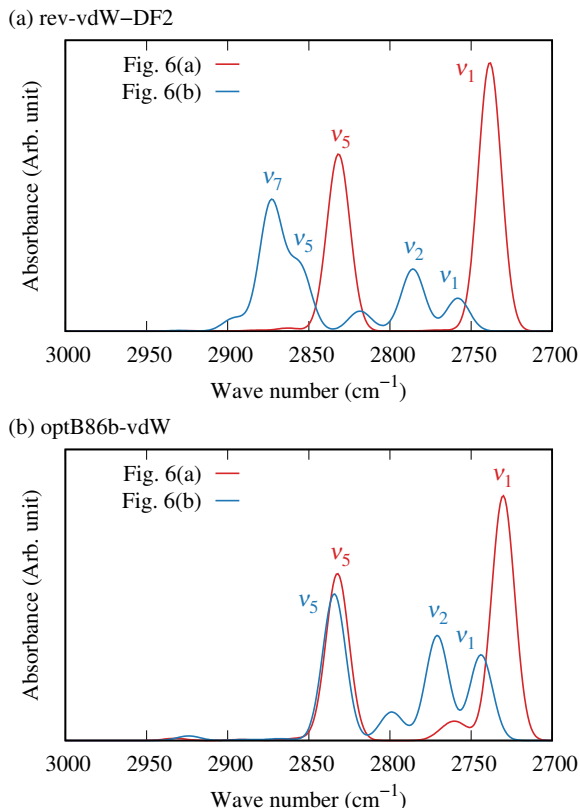 (a) rev-vdW−DF2
Absorbance (Arb. unit)
Fig. 6(a)
Fig. 6(b)
ν1
ν5
ν7
ν5
ν2
ν1
3000 2950 2900 2850 2800 2750 2700
Wave number (cm−1)
(b) optB86b-vdW
Absorbance (Arb. unit)
Fig. 6(a)
Fig. 6(b)
ν1
ν5
ν5
ν2
ν1
3000 2950 2900 2850 2800 2750 2700
Wave number (cm−1)